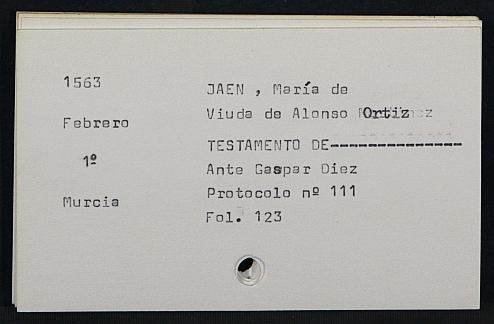 1563
Febrero
1º
Murcia
JAEN , María de
Viuda de Alonso Ortiz
TESTAMENTO DE---------------
Ante Gaspar Diez
Protocolo nº 111
Fol. 123